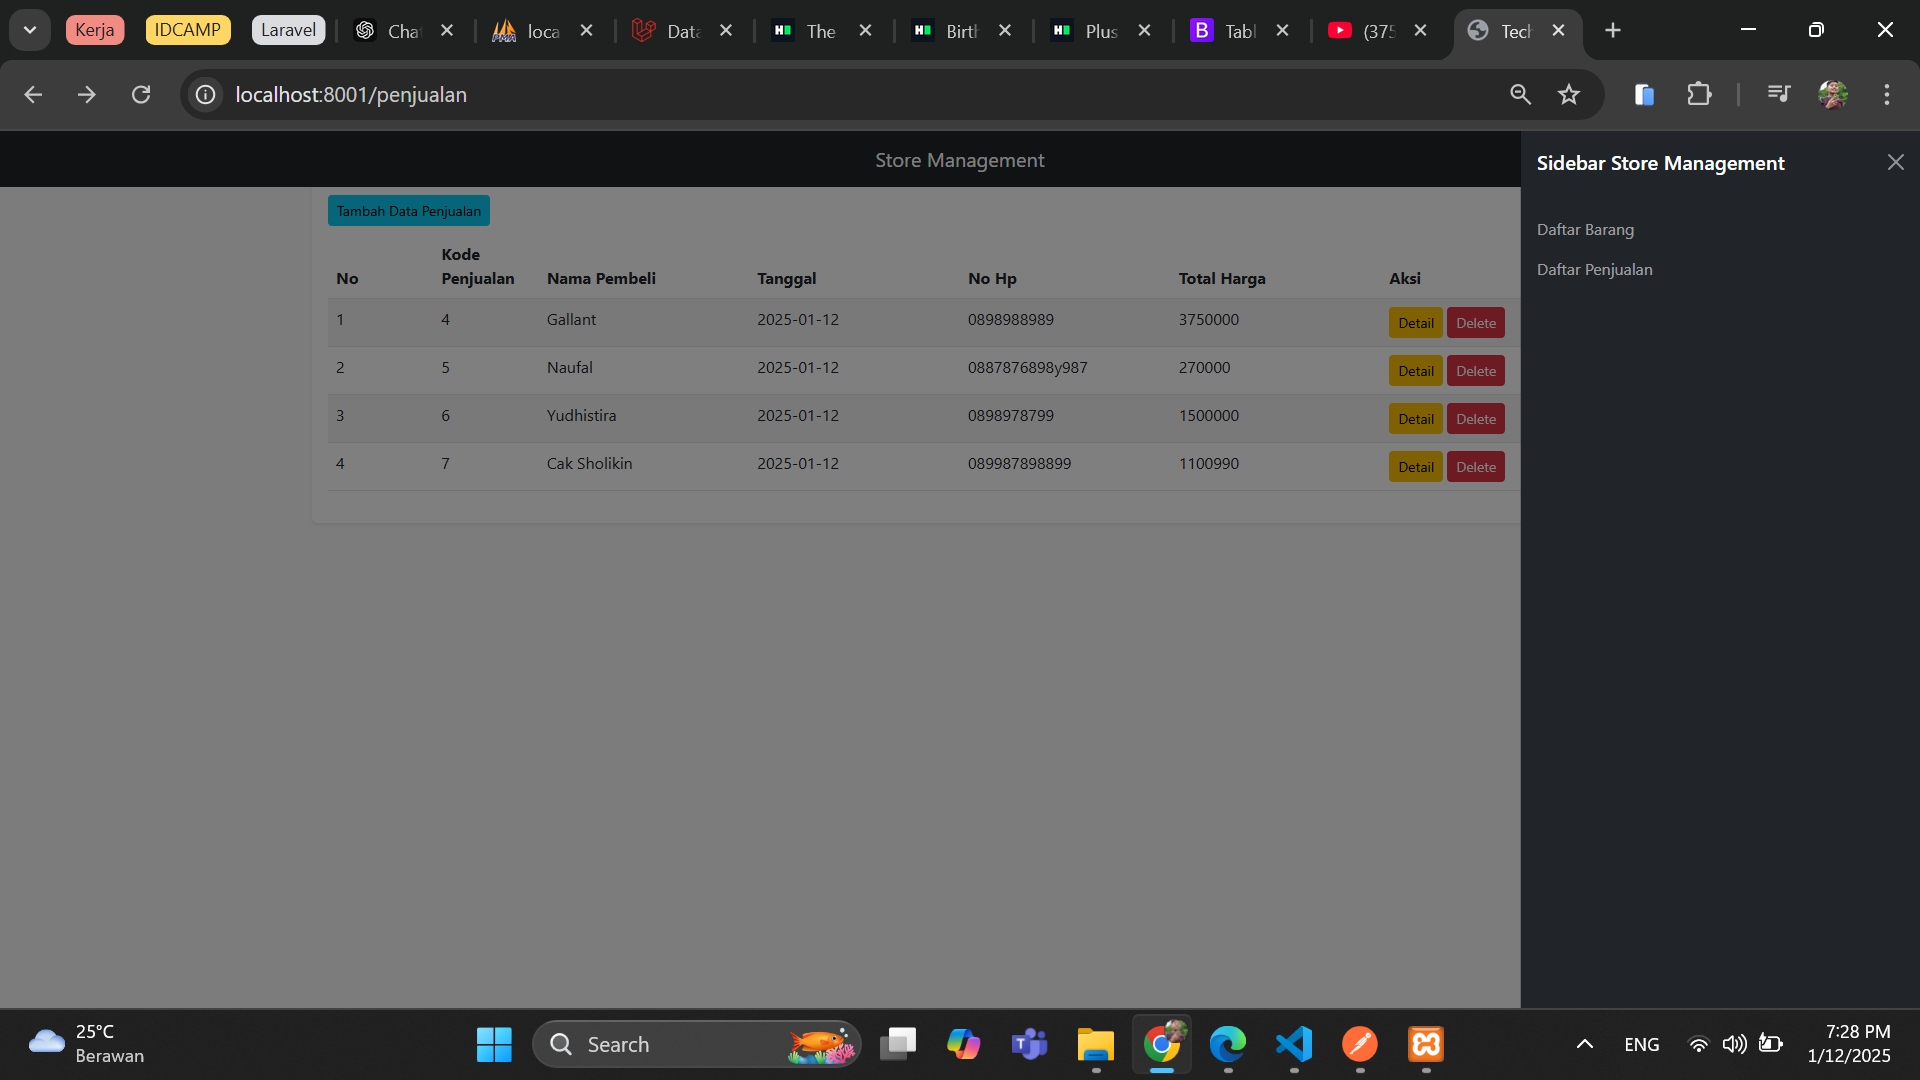 Kerja IDCAMP Laravel Chat loca Data The Birth Plus Tabl (375 Tech
localhost:8001/penjualan
Store Management
Sidebar Store Management
Tambah Data Penjualan
Daftar Barang
Daftar Penjualan
No Kode Penjualan Nama Pembeli Tanggal No Hp Total Harga Aksi
1 4 Gallant 2025-01-12 0898988989 3750000 Detail Delete
2 5 Naufal 2025-01-12 0887876898y987 270000 Detail Delete
3 6 Yudhistira 2025-01-12 0898978799 1500000 Detail Delete
4 7 Cak Sholikin 2025-01-12 089987898899 1100990 Detail Delete
25°C
Berawan
Search
ENG
7:28 PM
1/12/2025